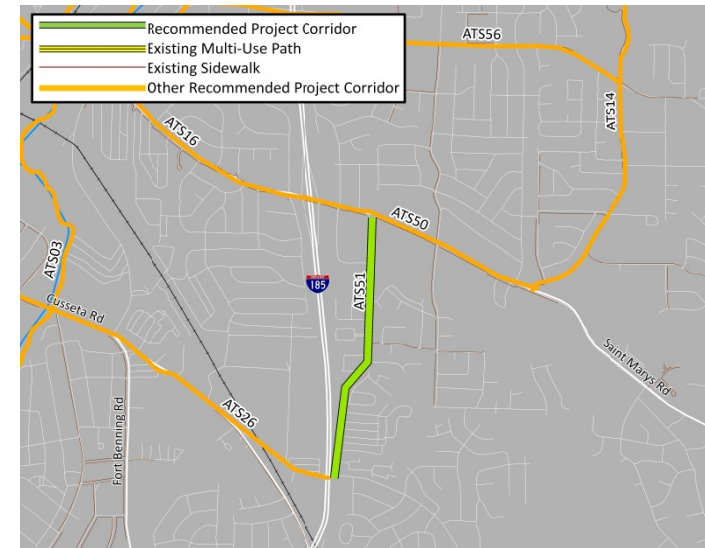 Recommended Project Corridor
Existing Multi-Use Path
Existing Sidewalk
Other Recommended Project Corridor
ATS56
ATS14
ATS16
ATS50
ATS03
185
ATS51
Cusseta Rd
Saint Marys Rd
ATS26
Fort Benning Rd